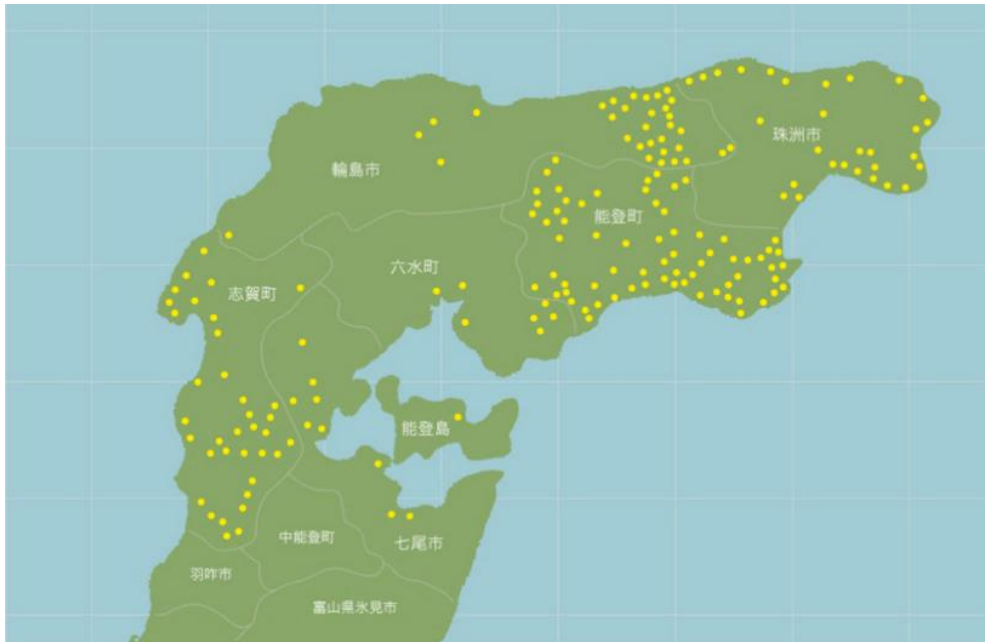 珠洲市
輪島市
能登町
六水町
志賀町
能登島
中能登町
七尾市
羽咋市
富山県氷見市